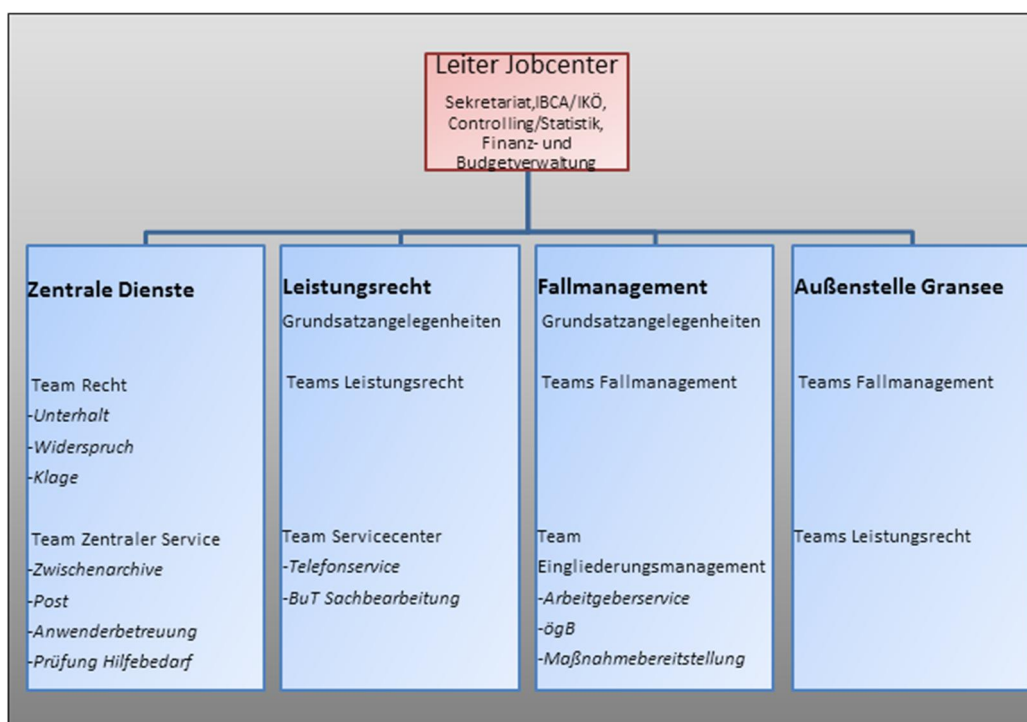 Leiter Jobcenter
Sekretariat,IBCA/IKÖ,
Controlling/Statistik,
Finanz- und
Budgetverwaltung
Zentrale Dienste
Team Recht
-Unterhalt
-Widerspruch
-Klage
Team Zentraler Service
-Zwischenarchive
-Post
-Anwenderbetreuung
-Prüfung Hilfebedarf
Leistungsrecht
Grundsatzangelegenheiten
Teams Leistungsrecht
Team Servicecenter
-Telefonservice
-BuT Sachbearbeitung
Fallmanagement
Grundsatzangelegenheiten
Teams Fallmanagement
Team
Eingliederungsmanagement
-Arbeitgeberservice
-ögB
-Maßnahmebereitstellung
Außenstelle Gransee
Teams Fallmanagement
Teams Leistungsrecht